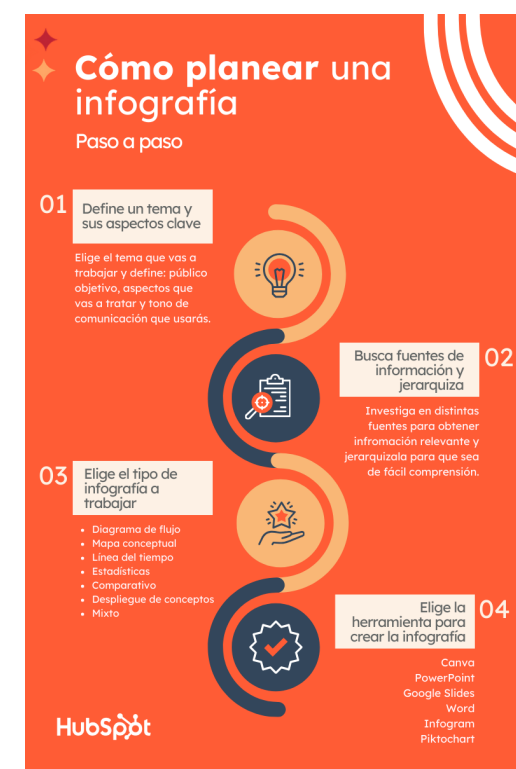 Cómo planear una
infografía
Paso a paso
01
Define un tema y
sus aspectos clave
Elige el tema que vas a
trabajar y define: público
objetivo, aspectos que
vas a tratar y tono de
comunicación que usarás.
02
Busca fuentes de
información y
jerarquiza
Investiga en distintas
fuentes para obtener
infromación relevante y
jerarquízala para que sea
de fácil comprensión.
03
Elige el tipo de
infografía a
trabajar
• Diagrama de flujo
• Mapa conceptual
• Línea del tiempo
• Estadísticas
• Comparativo
• Despliegue de conceptos
• Mixto
04
Elige la
herramienta para
crear la infografía
Canva
PowerPoint
Google Slides
Word
Infogram
Piktochart
HubSpot